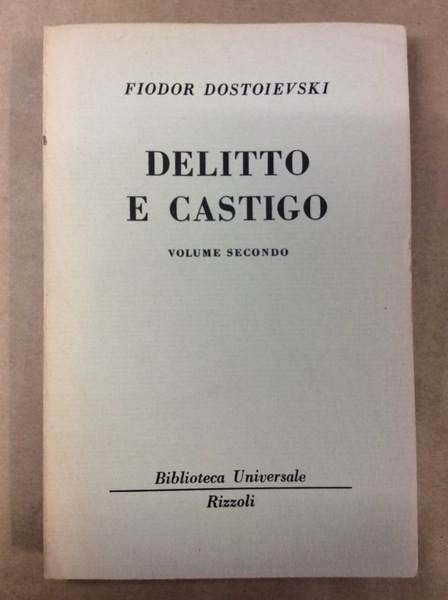 FIODOR DOSTOIEVSKI
DELITTO
E CASTIGO
VOLUME SECONDO
Biblioteca Universale
Rizzoli